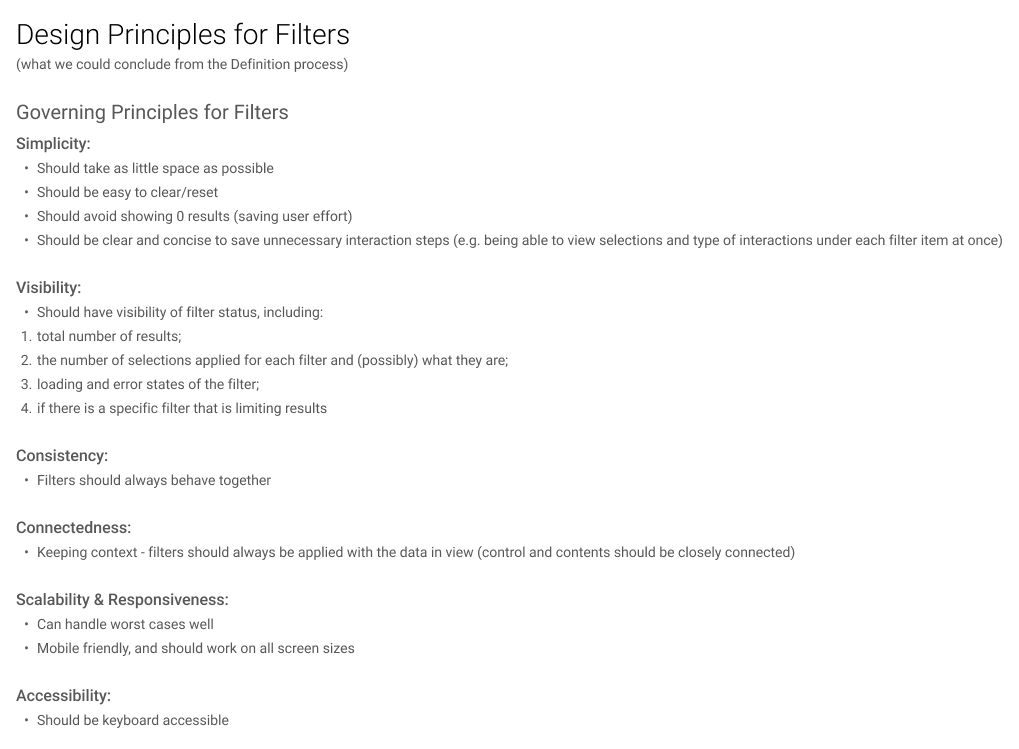 Design Principles for Filters
(what we could conclude from the Definition process)
Governing Principles for Filters
Simplicity:
• Should take as little space as possible
• Should be easy to clear/reset
• Should avoid showing 0 results (saving user effort)
• Should be clear and concise to save unnecessary interaction steps (e.g. being able to view selections and type of interactions under each filter item at once)
Visibility:
• Should have visibility of filter status, including:
1. total number of results;
2. the number of selections applied for each filter and (possibly) what they are;
3. loading and error states of the filter;
4. if there is a specific filter that is limiting results
Consistency:
• Filters should always behave together
Connectedness:
• Keeping context - filters should always be applied with the data in view (control and contents should be closely connected)
Scalability & Responsiveness:
• Can handle worst cases well
• Mobile friendly, and should work on all screen sizes
Accessibility:
• Should be keyboard accessible